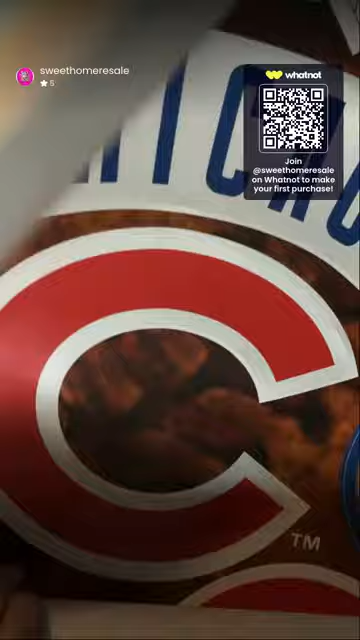 sweethomeresale
★ 5
whatnot
Join
@sweethomeresale
on Whatnot to make
your first purchase!
C
TM